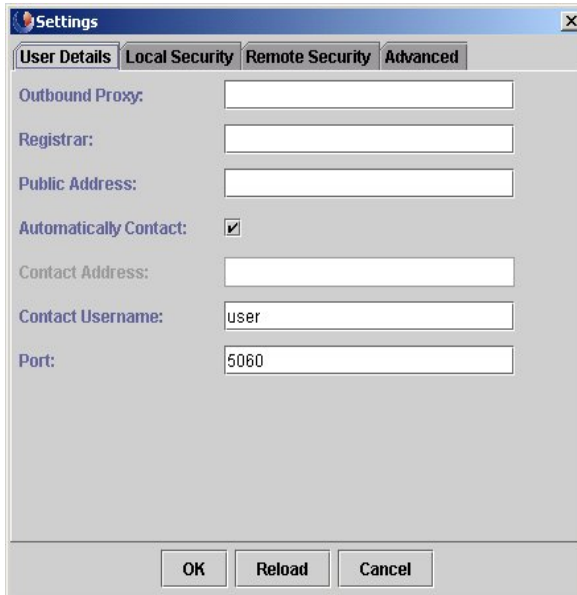 Settings
User Details Local Security Remote Security Advanced
Outbound Proxy:
Registrar:
Public Address:
Automatically Contact:
Contact Address:
Contact Username: user
Port: 5060
OK Reload Cancel